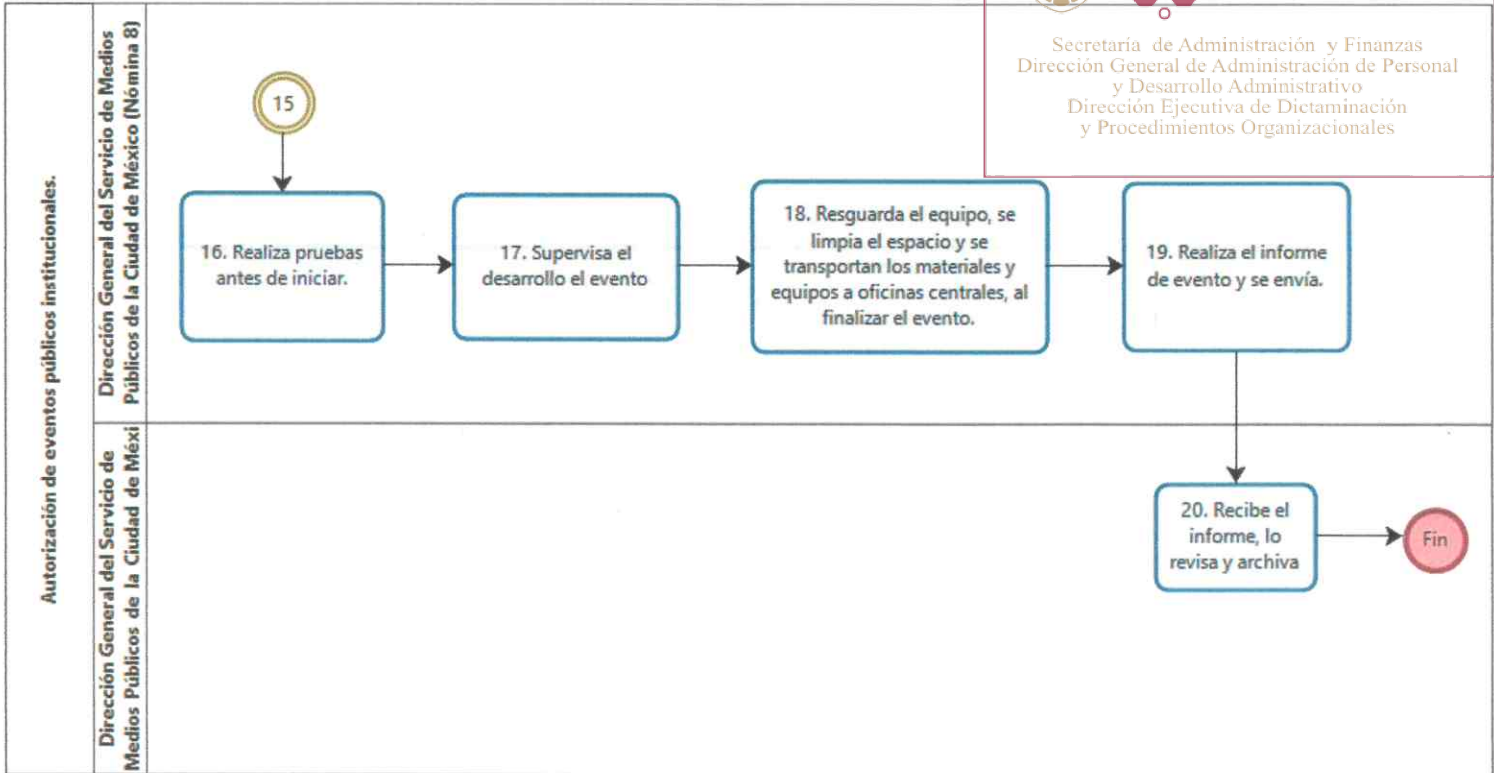 Secretaría de Administración y Finanzas
Dirección General de Administración de Personal
y Desarrollo Administrativo
Dirección Ejecutiva de Dictaminación
y Procedimientos Organizacionales
Autorización de eventos públicos institucionales.
Dirección General del Servicio de Medios
Públicos de la Ciudad de México (Nómina 8)
15
16. Realiza pruebas
antes de iniciar.
17. Supervisa el
desarrollo el evento
18. Resguarda el equipo, se
limpia el espacio y se
transportan los materiales y
equipos a oficinas centrales, al
finalizar el evento.
19. Realiza el informe
de evento y se envía.
Dirección General del Servicio de
Medios Públicos de la Ciudad de Méxi
20. Recibe el
informe, lo
revisa y archiva
Fin